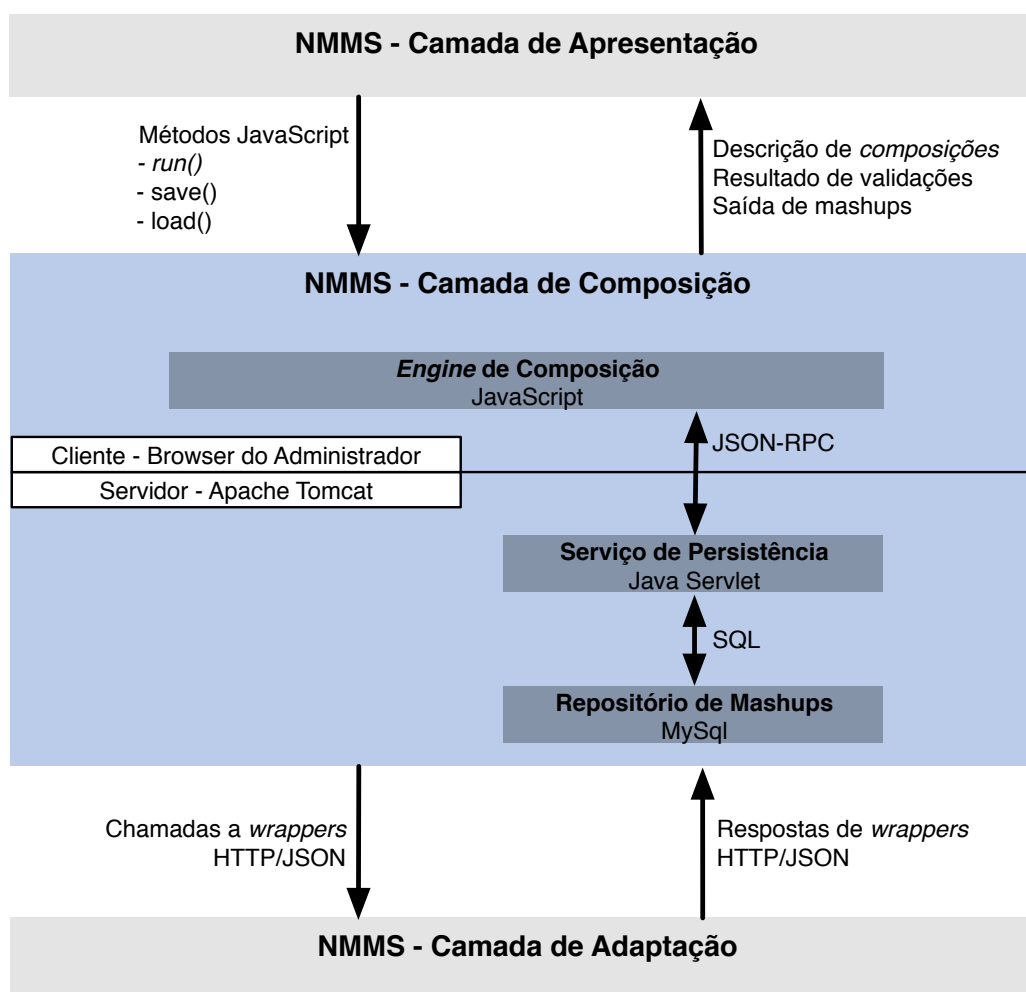 NMMS - Camada de Apresentação
Métodos JavaScript
- run()
- save()
- load()
Descrição de composições
Resultado de validações
Saída de mashups
NMMS - Camada de Composição
Engine de Composição
JavaScript
JSON-RPC
Cliente - Browser do Administrador
Servidor - Apache Tomcat
Serviço de Persistência
Java Servlet
SQL
Repositório de Mashups
MySql
Chamadas a wrappers
HTTP/JSON
Respostas de wrappers
HTTP/JSON
NMMS - Camada de Adaptação